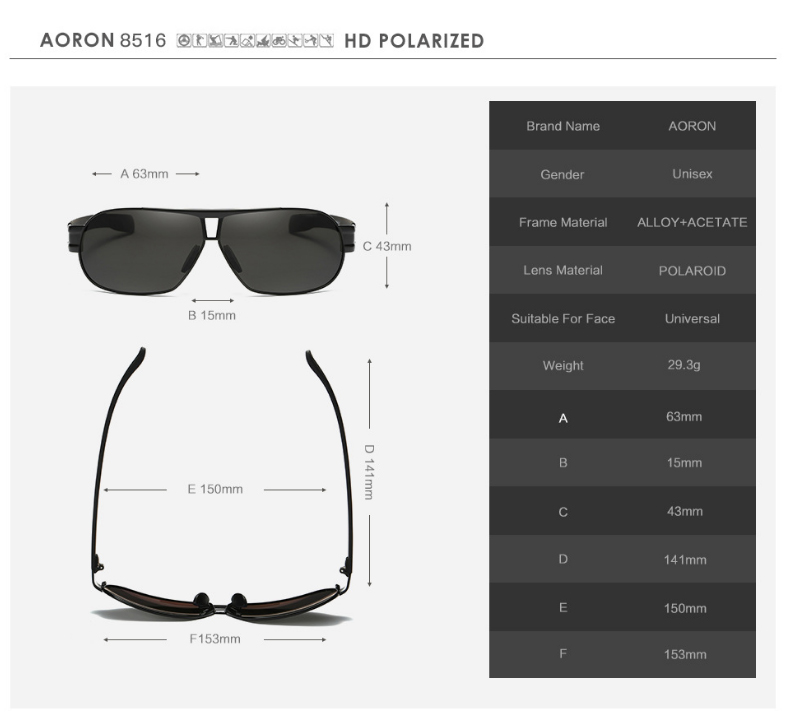 AORON 8516 HD POLARIZED
A 63mm
C 43mm
B 15mm
D 141mm
E 150mm
F153mm
Brand Name AORON
Gender Unisex
Frame Material ALLOY+ACETATE
Lens Material POLAROID
Suitable For Face Universal
Weight 29.3g
A 63mm
B 15mm
C 43mm
D 141mm
E 150mm
F 153mm